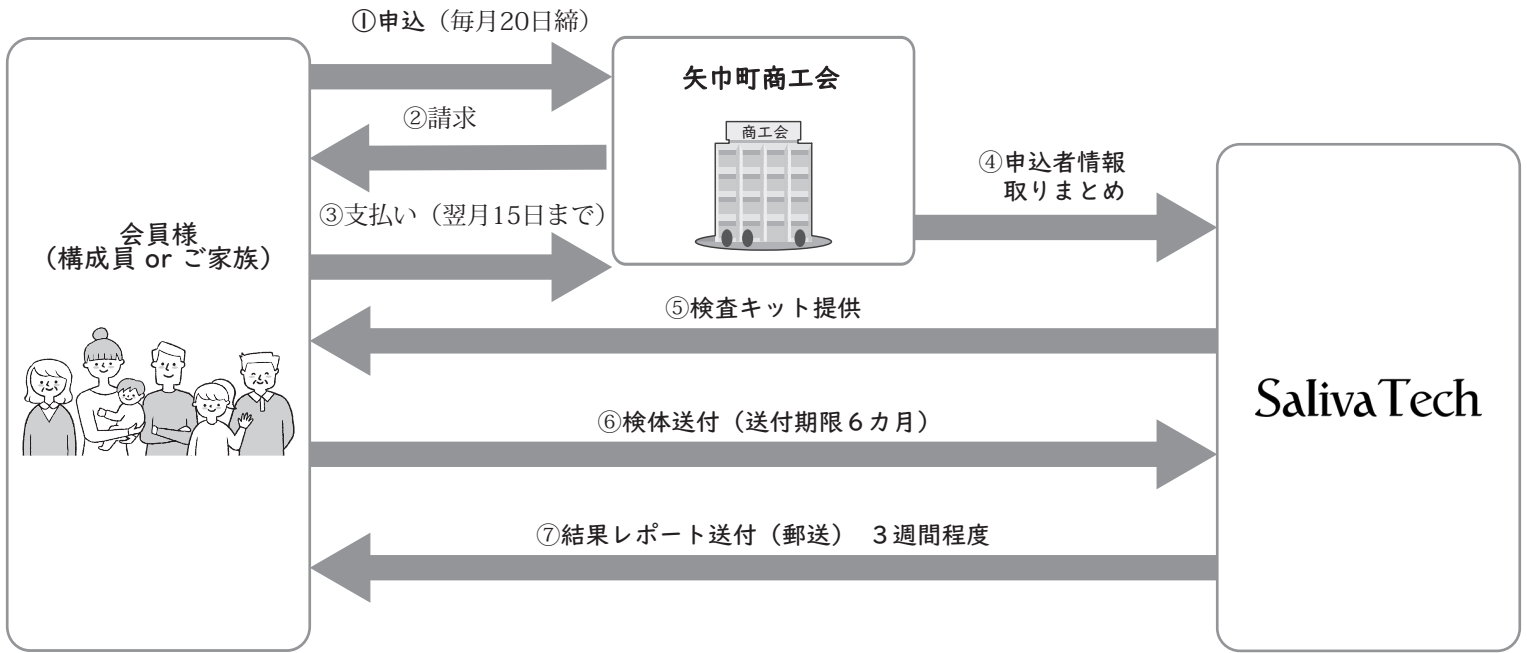 ①申込（毎月20日締）
矢巾町商工会
商工会
②請求
③支払い（翌月15日まで）
④申込者情報
取りまとめ
会員様
（構成員 or ご家族）
⑤検査キット提供
SalivaTech
⑥検体送付（送付期限６カ月）
⑦結果レポート送付（郵送）　３週間程度